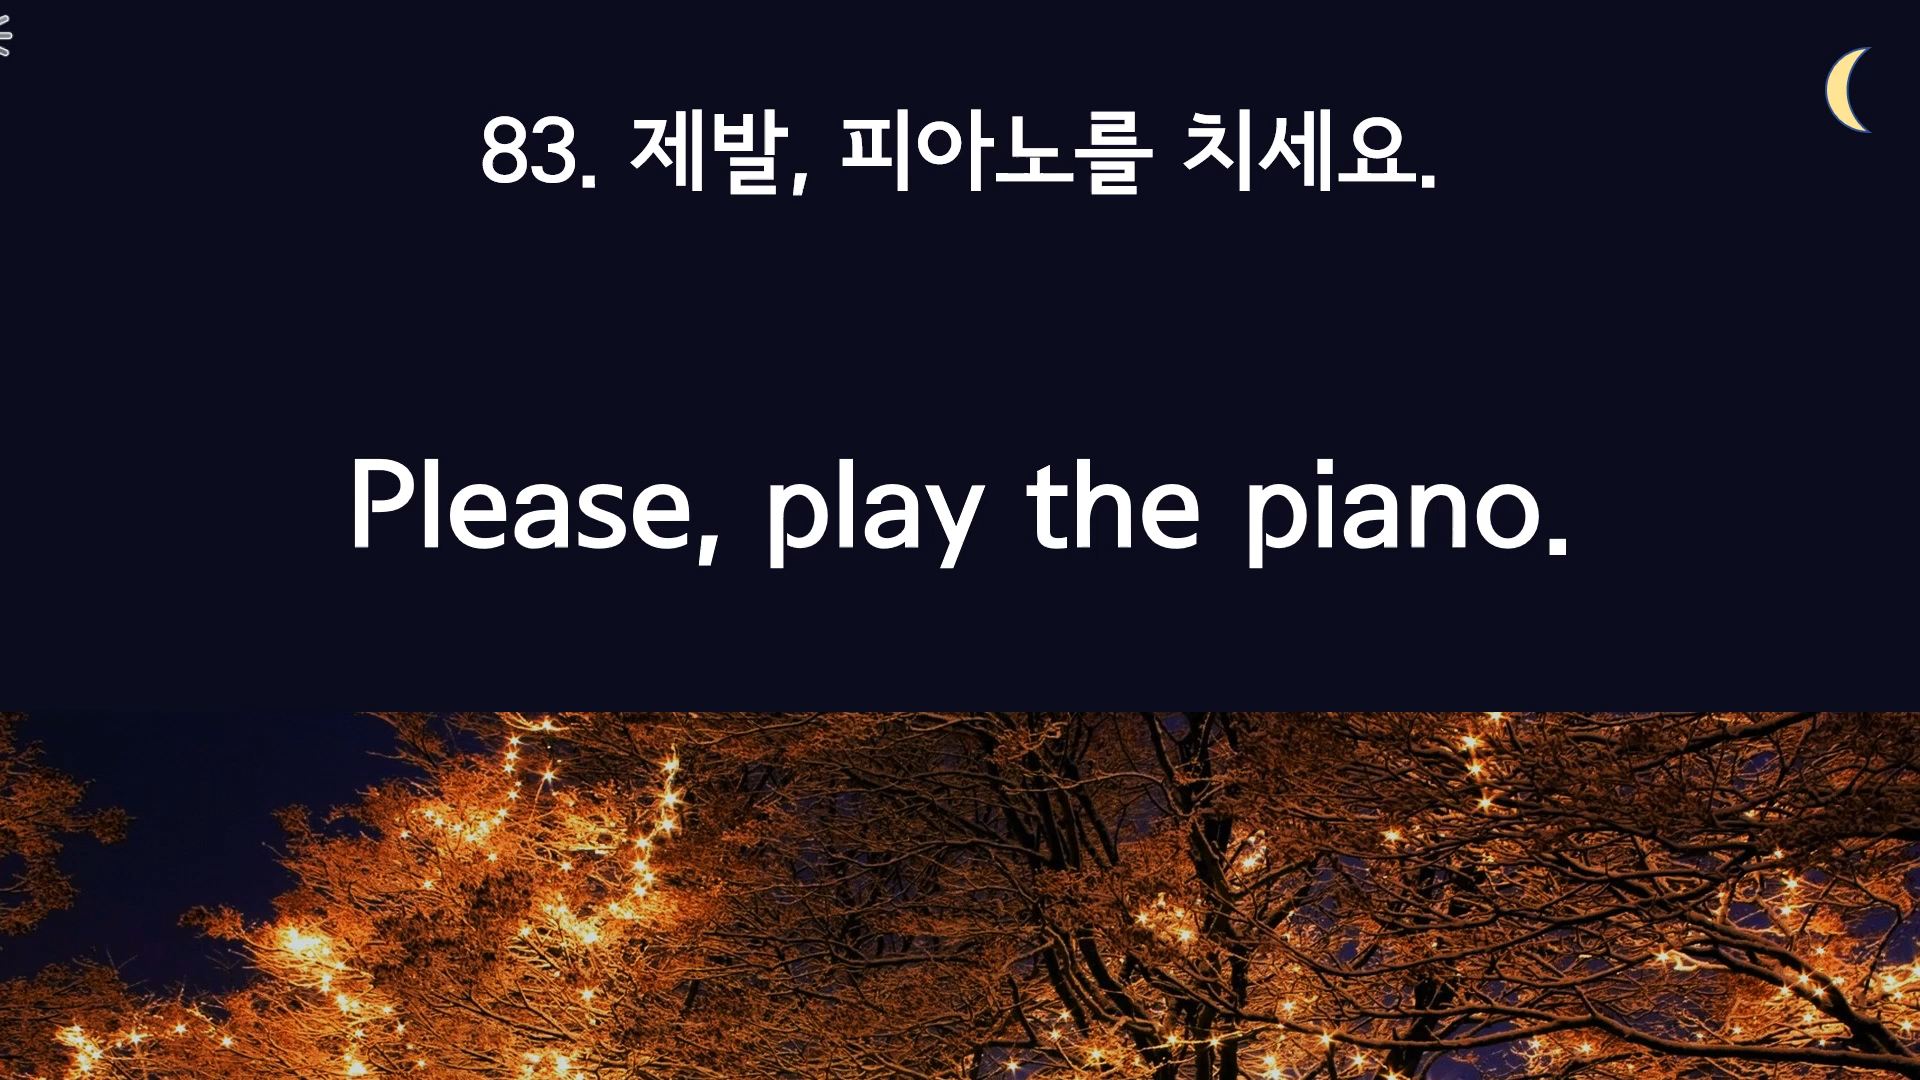 83. 제발, 피아노를 치세요.
Please, play the piano.